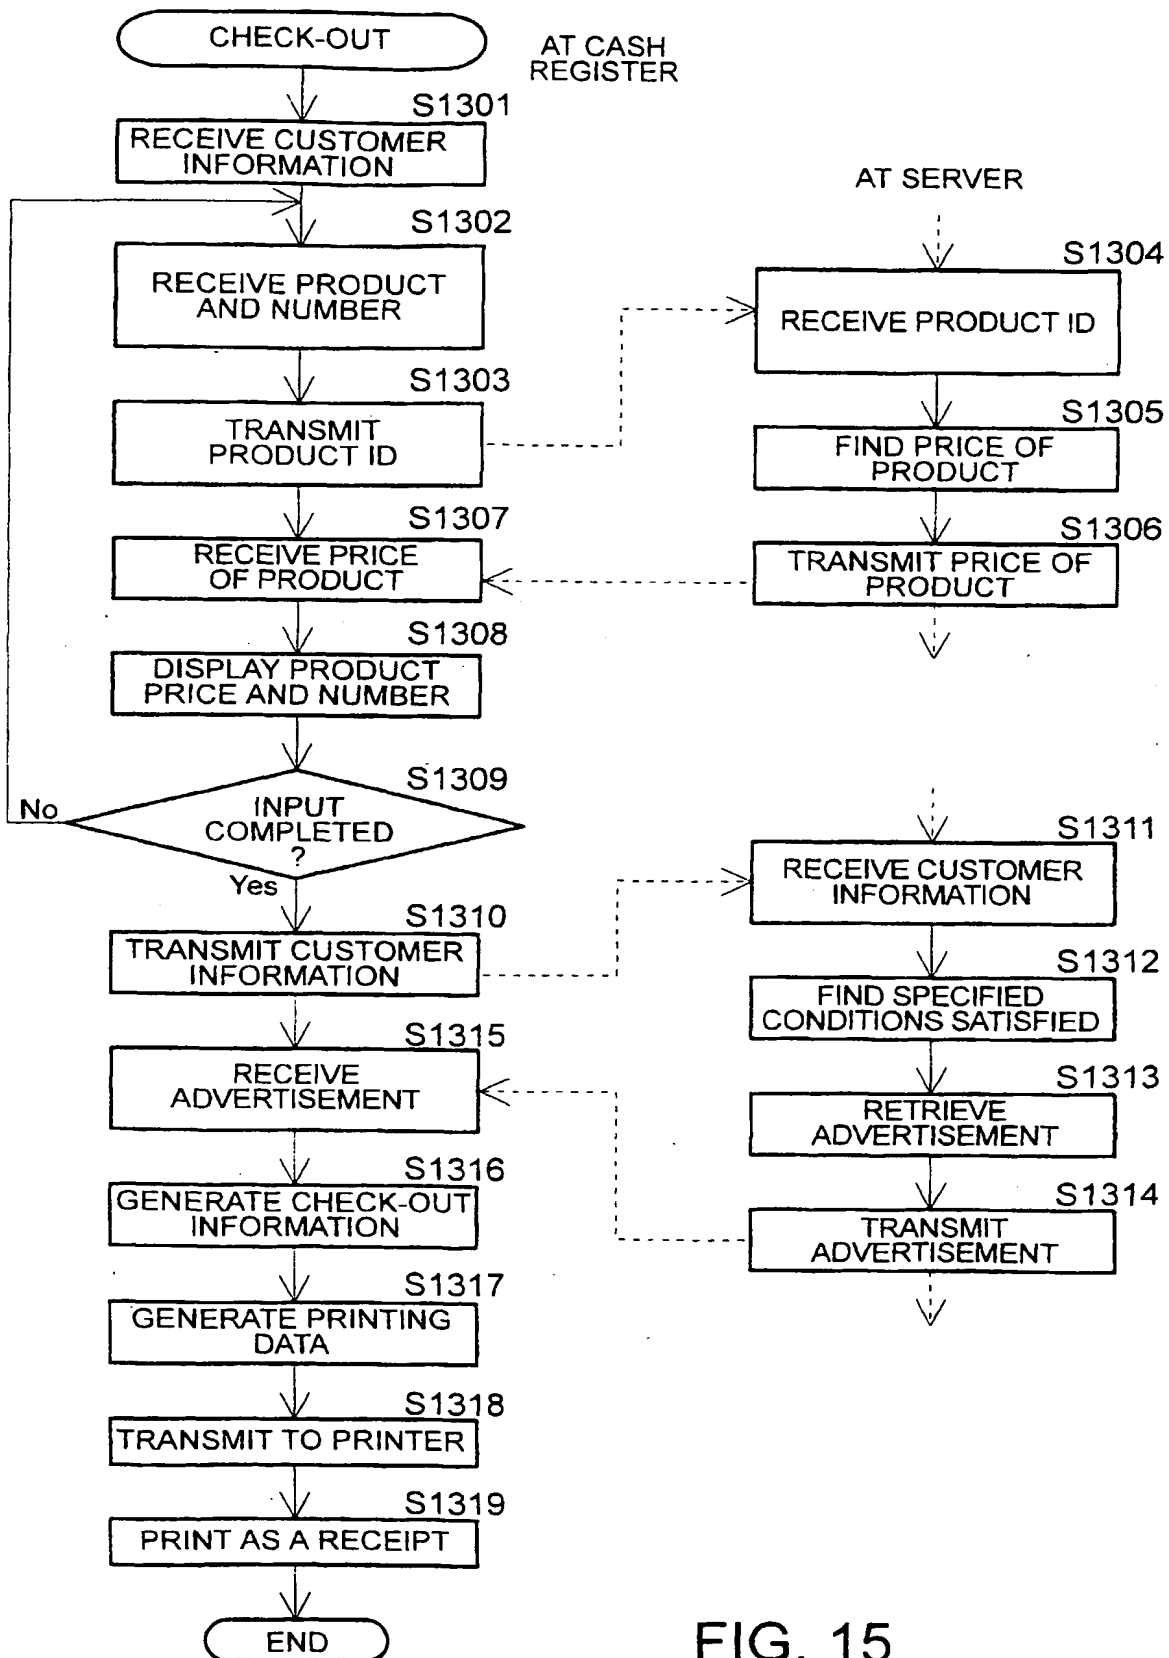 CHECK-OUT
AT CASH
REGISTER
S1301
RECEIVE CUSTOMER
INFORMATION
S1302
RECEIVE PRODUCT
AND NUMBER
S1303
TRANSMIT
PRODUCT ID
S1307
RECEIVE PRICE
OF PRODUCT
S1308
DISPLAY PRODUCT
PRICE AND NUMBER
S1309
INPUT
COMPLETED
?
No
Yes
S1310
TRANSMIT CUSTOMER
INFORMATION
S1315
RECEIVE
ADVERTISEMENT
S1316
GENERATE CHECK-OUT
INFORMATION
S1317
GENERATE PRINTING
DATA
S1318
TRANSMIT TO PRINTER
S1319
PRINT AS A RECEIPT
END
AT SERVER
S1304
RECEIVE PRODUCT ID
S1305
FIND PRICE OF
PRODUCT
S1306
TRANSMIT PRICE OF
PRODUCT
S1311
RECEIVE CUSTOMER
INFORMATION
S1312
FIND SPECIFIED
CONDITIONS SATISFIED
S1313
RETRIEVE
ADVERTISEMENT
S1314
TRANSMIT
ADVERTISEMENT
FIG. 15